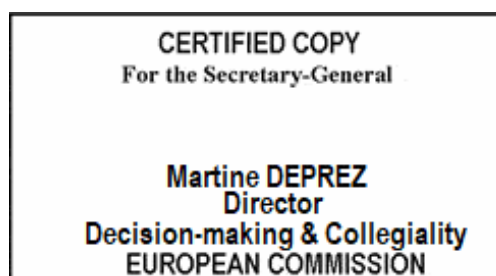 CERTIFIED COPY
For the Secretary-General
Martine DEPREZ
Director
Decision-making & Collegiality
EUROPEAN COMMISSION